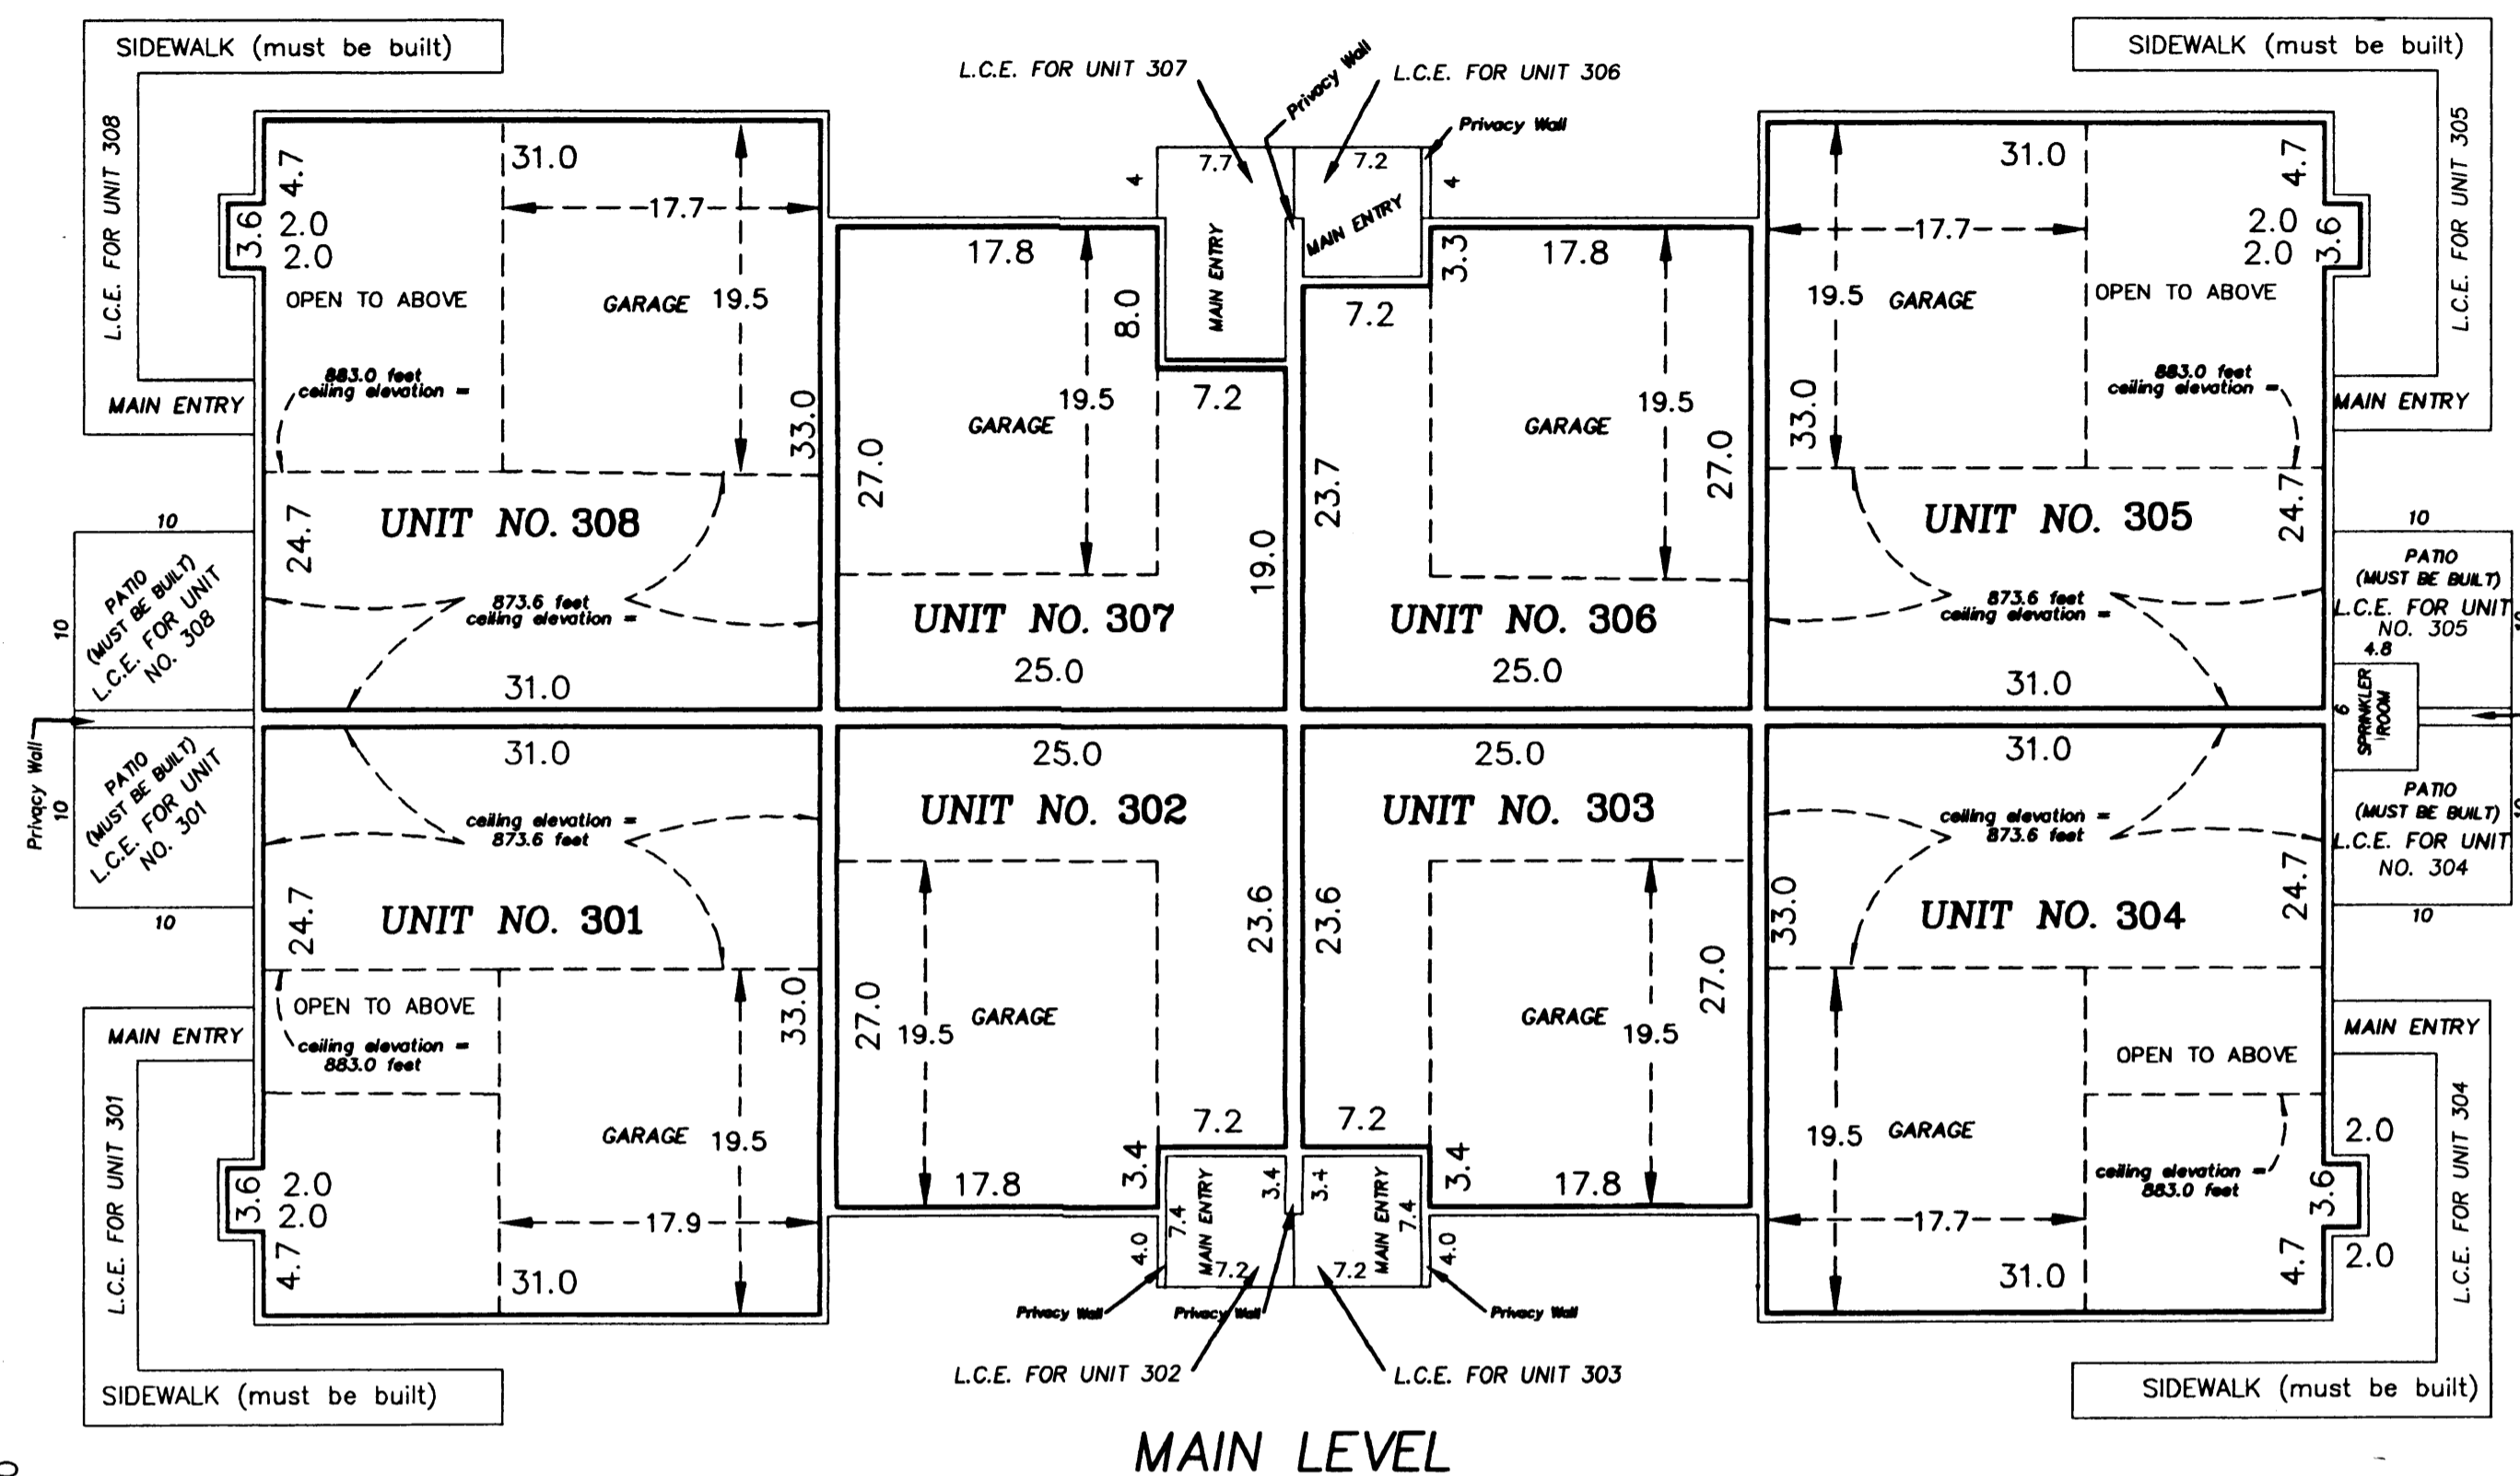 SIDEWALK (must be built)
SIDEWALK (must be built)
L.C.E. FOR UNIT 307
Privacy Wall
L.C.E. FOR UNIT 306
Privacy Wall
L.C.E. FOR UNIT 308
4.7
31.0
17.7
3.6
2.0
2.0
OPEN TO ABOVE
GARAGE 19.5
883.0 feet
ceiling elevation =
MAIN ENTRY
33.0
24.7
UNIT NO. 308
873.6 feet
ceiling elevation =
31.0
4
7.7
MAIN ENTRY
17.8
8.0
19.5
GARAGE
7.2
27.0
19.0
UNIT NO. 307
25.0
7.2
4
MAIN ENTRY
3.3
17.8
7.2
19.5
GARAGE
23.7
27.0
UNIT NO. 306
25.0
L.C.E. FOR UNIT 305
31.0
4.7
17.7
2.0
2.0
3.6
19.5 GARAGE
OPEN TO ABOVE
883.0 feet
ceiling elevation =
MAIN ENTRY
33.0
24.7
UNIT NO. 305
873.6 feet
ceiling elevation =
31.0
10
10
PATIO
(MUST BE BUILT)
L.C.E. FOR UNIT
NO. 308
10
PATIO
(MUST BE BUILT)
L.C.E. FOR UNIT
NO. 305
4.8
6
SPRINKLER
ROOM
Privacy Wall
10
PATIO
(MUST BE BUILT)
L.C.E. FOR UNIT
NO. 301
10
31.0
ceiling elevation =
873.6 feet
24.7
UNIT NO. 301
OPEN TO ABOVE
ceiling elevation =
883.0 feet
MAIN ENTRY
33.0
GARAGE 19.5
3.6
2.0
2.0
17.9
4.7
31.0
L.C.E. FOR UNIT 301
25.0
UNIT NO. 302
23.6
27.0
19.5 GARAGE
7.2
3.4
17.8
7.4
MAIN ENTRY
3.4
4.0
7.2
25.0
UNIT NO. 303
23.6
27.0
GARAGE 19.5
7.2
3.4
17.8
3.4
MAIN ENTRY
7.4
4.0
7.2
31.0
ceiling elevation =
873.6 feet
33.0
24.7
UNIT NO. 304
PATIO
(MUST BE BUILT)
L.C.E. FOR UNIT
NO. 304
10
MAIN ENTRY
OPEN TO ABOVE
19.5 GARAGE
2.0
ceiling elevation =
883.0 feet
3.6
17.7
2.0
4.7
31.0
L.C.E. FOR UNIT 304
Privacy Wall
Privacy Wall
Privacy Wall
L.C.E. FOR UNIT 302
L.C.E. FOR UNIT 303
SIDEWALK (must be built)
SIDEWALK (must be built)
MAIN LEVEL